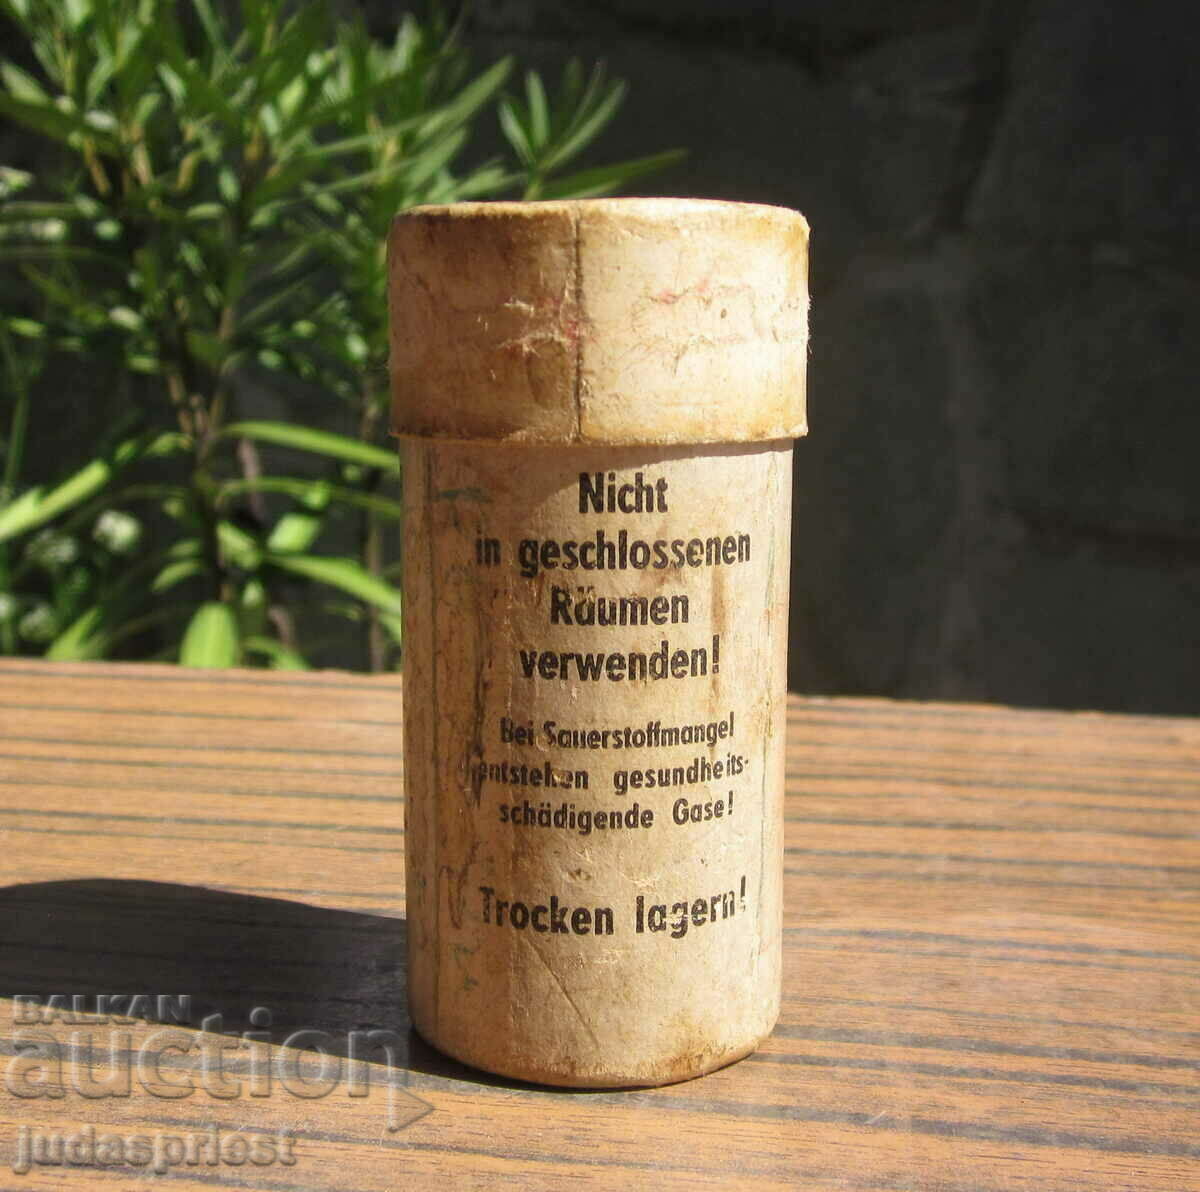 Nicht
in geschlossenen
Räumen
verwenden!
Bei Sauerstoffmangel
entstehen gesundheits-
schädigende Gase!
Trocken lagern!
BALKAN
auction
judaspriest